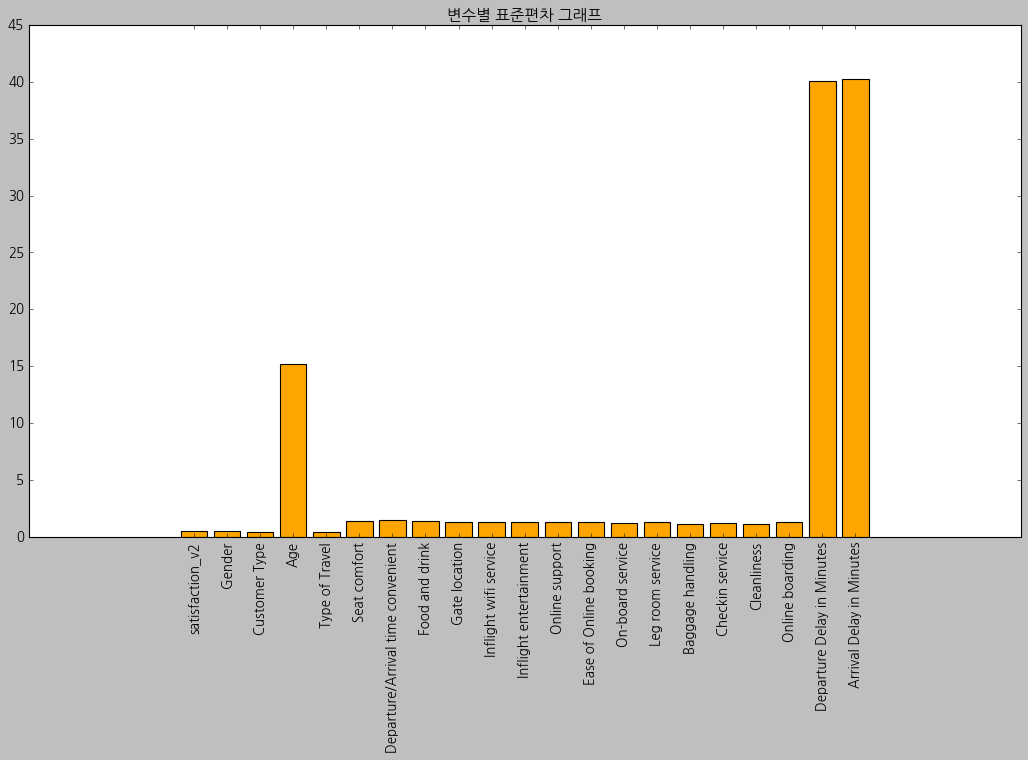 변수별 표준편차 그래프
45
40
35
30
25
20
15
10
5
0
satisfaction_v2
Gender
Customer Type
Age
Type of Travel
Seat comfort
Departure/Arrival time convenient
Food and drink
Gate location
Inflight wifi service
Inflight entertainment
Online support
Ease of Online booking
On-board service
Leg room service
Baggage handling
Checkin service
Cleanliness
Online boarding
Departure Delay in Minutes
Arrival Delay in Minutes